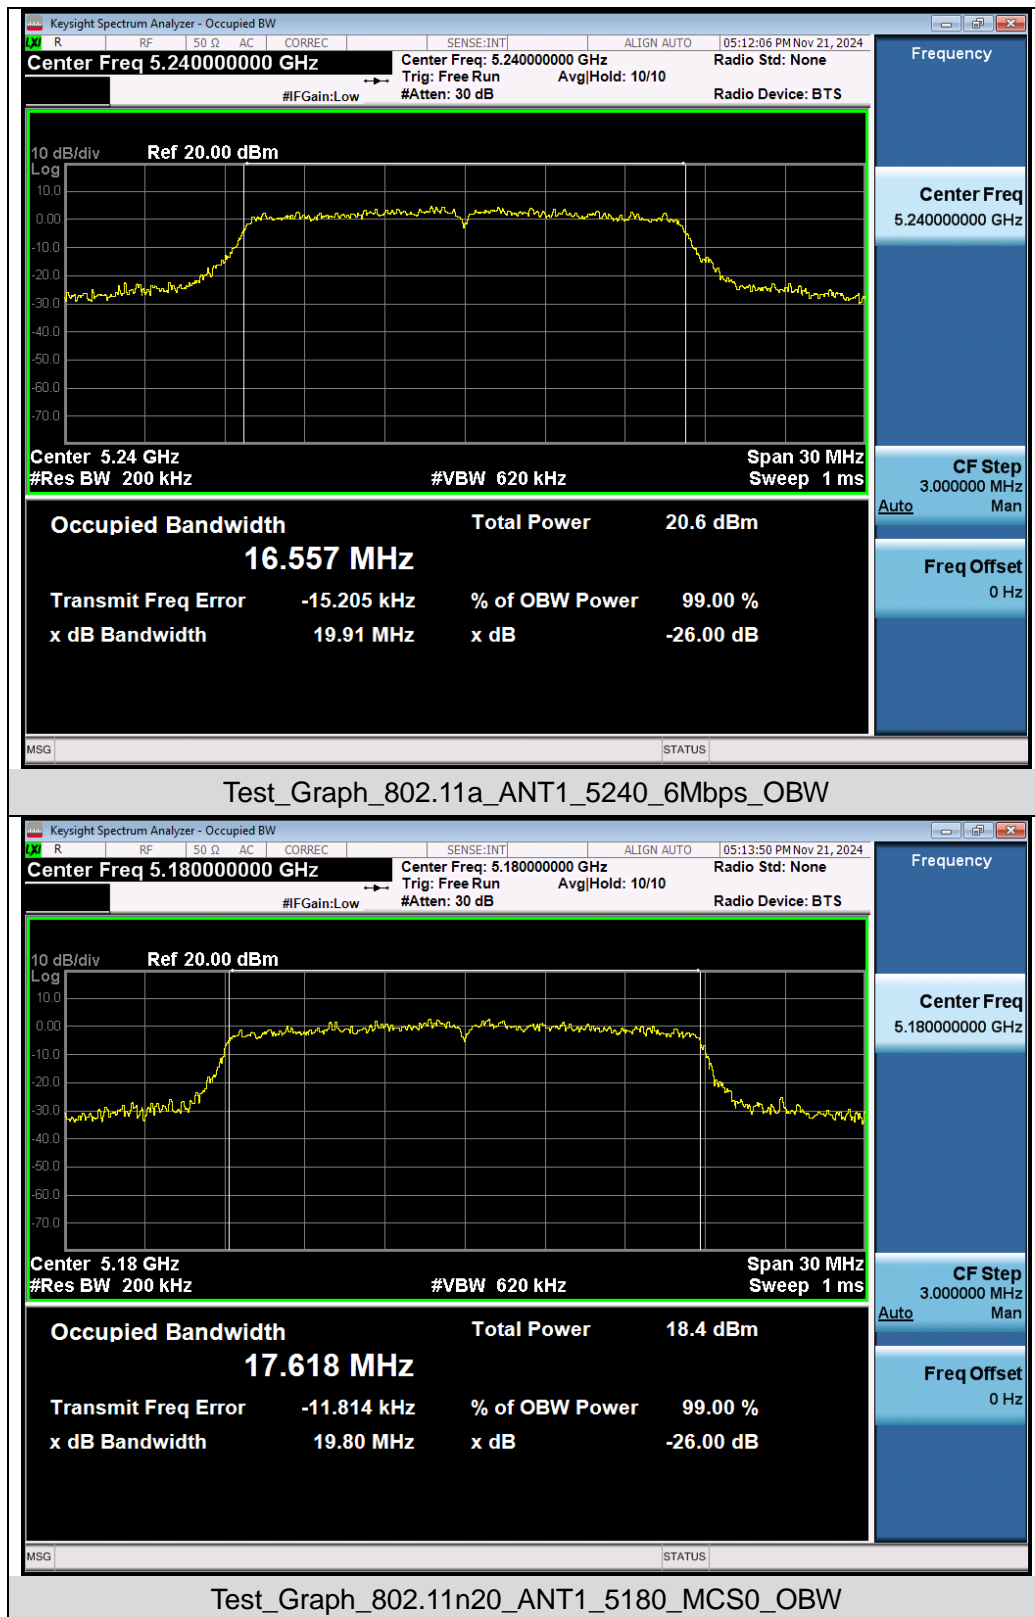 Keysight Spectrum Analyzer - Occupied BW
LXI R RF 50 Ω AC CORREC SENSE:INT ALIGN AUTO 05:12:06 PM Nov 21, 2024
Center Freq 5.240000000 GHz
Center Freq: 5.240000000 GHz Radio Std: None
Trig: Free Run Avg|Hold: 10/10
#IFGain:Low #Atten: 30 dB Radio Device: BTS
10 dB/div Ref 20.00 dBm
Log
10.0
0.00
-10.0
-20.0
-30.0
-40.0
-50.0
-60.0
-70.0
Center 5.24 GHz Span 30 MHz
#Res BW 200 kHz #VBW 620 kHz Sweep 1 ms
Occupied Bandwidth Total Power 20.6 dBm
16.557 MHz
Transmit Freq Error -15.205 kHz % of OBW Power 99.00 %
x dB Bandwidth 19.91 MHz x dB -26.00 dB
MSG STATUS
Frequency
Center Freq
5.240000000 GHz
CF Step
3.000000 MHz
Auto Man
Freq Offset
0 Hz
Test_Graph_802.11a_ANT1_5240_6Mbps_OBW
Keysight Spectrum Analyzer - Occupied BW
LXI R RF 50 Ω AC CORREC SENSE:INT ALIGN AUTO 05:13:50 PM Nov 21, 2024
Center Freq 5.180000000 GHz
Center Freq: 5.180000000 GHz Radio Std: None
Trig: Free Run Avg|Hold: 10/10
#IFGain:Low #Atten: 30 dB Radio Device: BTS
10 dB/div Ref 20.00 dBm
Log
10.0
0.00
-10.0
-20.0
-30.0
-40.0
-50.0
-60.0
-70.0
Center 5.18 GHz Span 30 MHz
#Res BW 200 kHz #VBW 620 kHz Sweep 1 ms
Occupied Bandwidth Total Power 18.4 dBm
17.618 MHz
Transmit Freq Error -11.814 kHz % of OBW Power 99.00 %
x dB Bandwidth 19.80 MHz x dB -26.00 dB
MSG STATUS
Frequency
Center Freq
5.180000000 GHz
CF Step
3.000000 MHz
Auto Man
Freq Offset
0 Hz
Test_Graph_802.11n20_ANT1_5180_MCS0_OBW